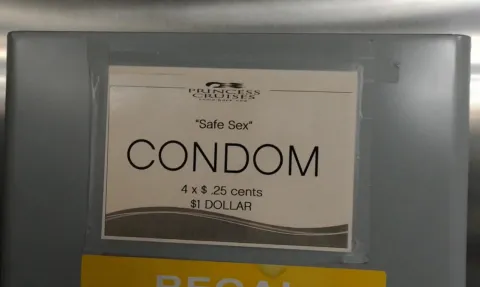 PRINCESS
CRUISES
"Safe Sex"
CONDOM
4 x $ .25 cents
$1 DOLLAR